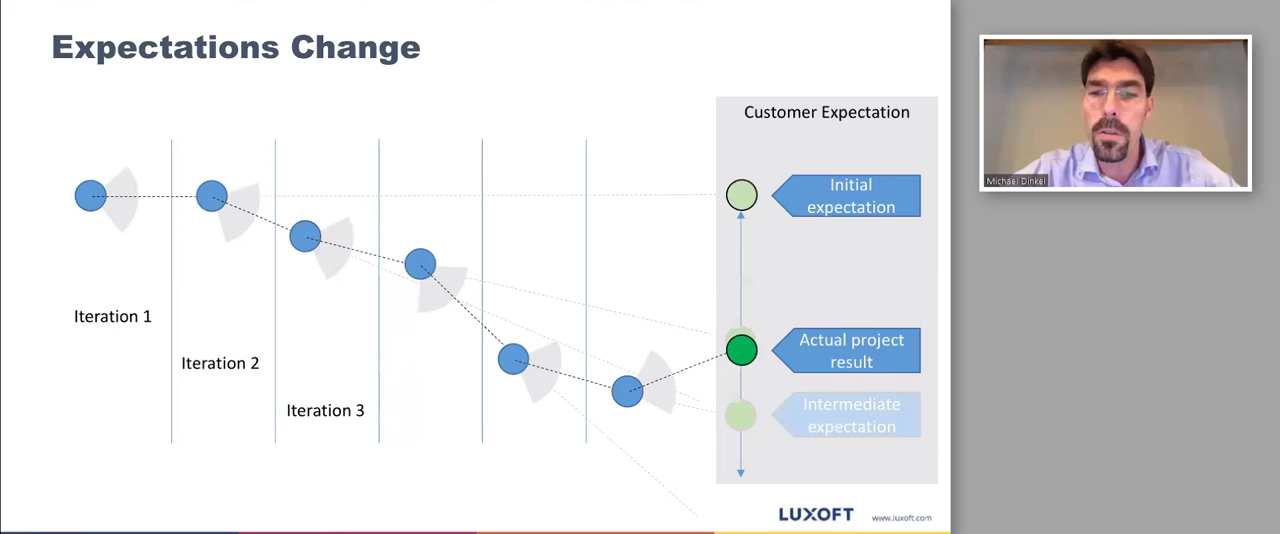 Expectations Change
Customer Expectation
Initial
expectation
Actual project
result
Intermediate
expectation
Iteration 1
Iteration 2
Iteration 3
LUXOFT
www.luxoft.com
Michael Dinkel